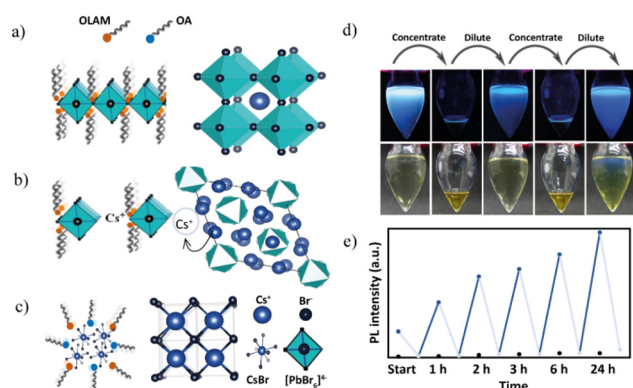 OLAM
OA
a)
b)
Cs⁺
Cs⁺
c)
Cs⁺
Br⁻
CsBr
[PbBr₆]⁴⁻
d)
Concentrate
Dilute
Concentrate
Dilute
e)
PL intensity (a.u.)
Start
1 h
2 h
3 h
6 h
24 h
Time